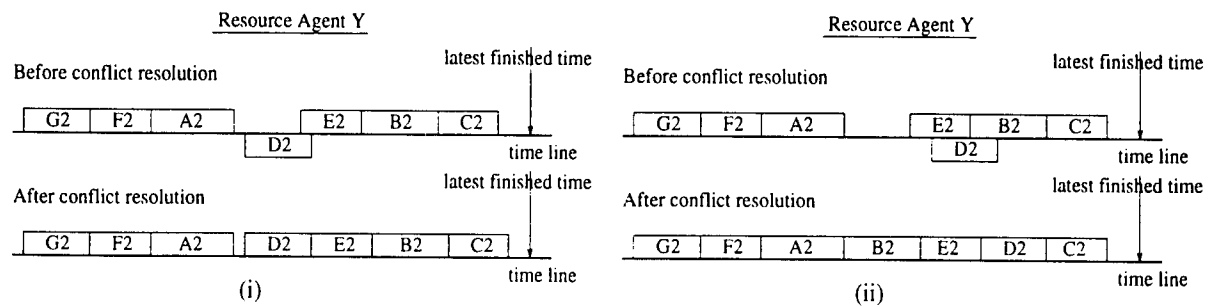 Resource Agent Y
latest finished time
Before conflict resolution
G2 F2 A2 E2 B2 C2
D2
time line
latest finished time
After conflict resolution
G2 F2 A2 D2 E2 B2 C2
time line
(i)
Resource Agent Y
latest finished time
Before conflict resolution
G2 F2 A2 E2 B2 C2
D2
time line
latest finished time
After conflict resolution
G2 F2 A2 B2 E2 D2 C2
time line
(ii)